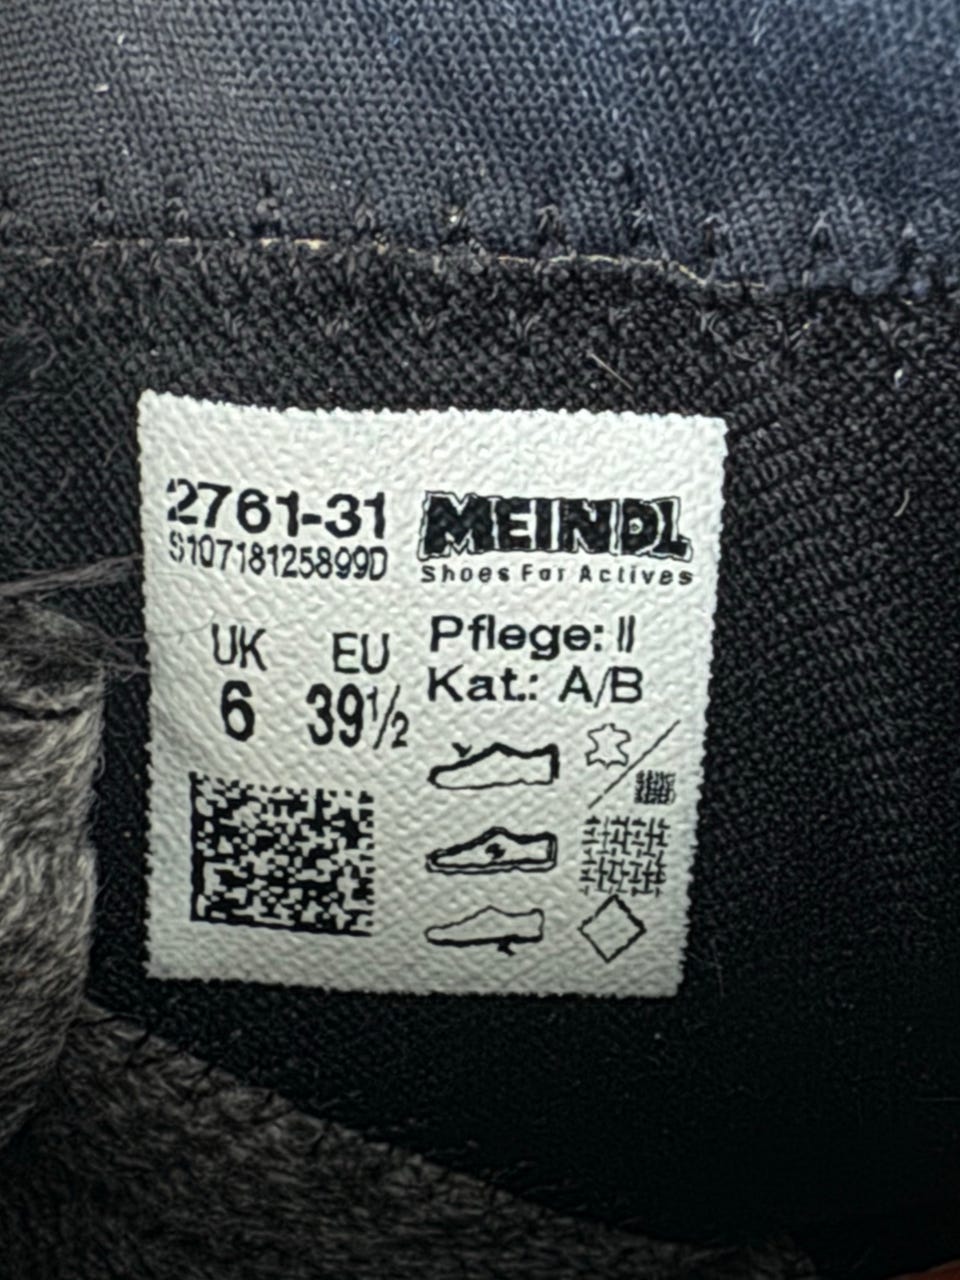 2761-31
S10718125899D
MEINDL
Shoes For Actives
UK EU
6 39½
Pflege: II
Kat.: A/B